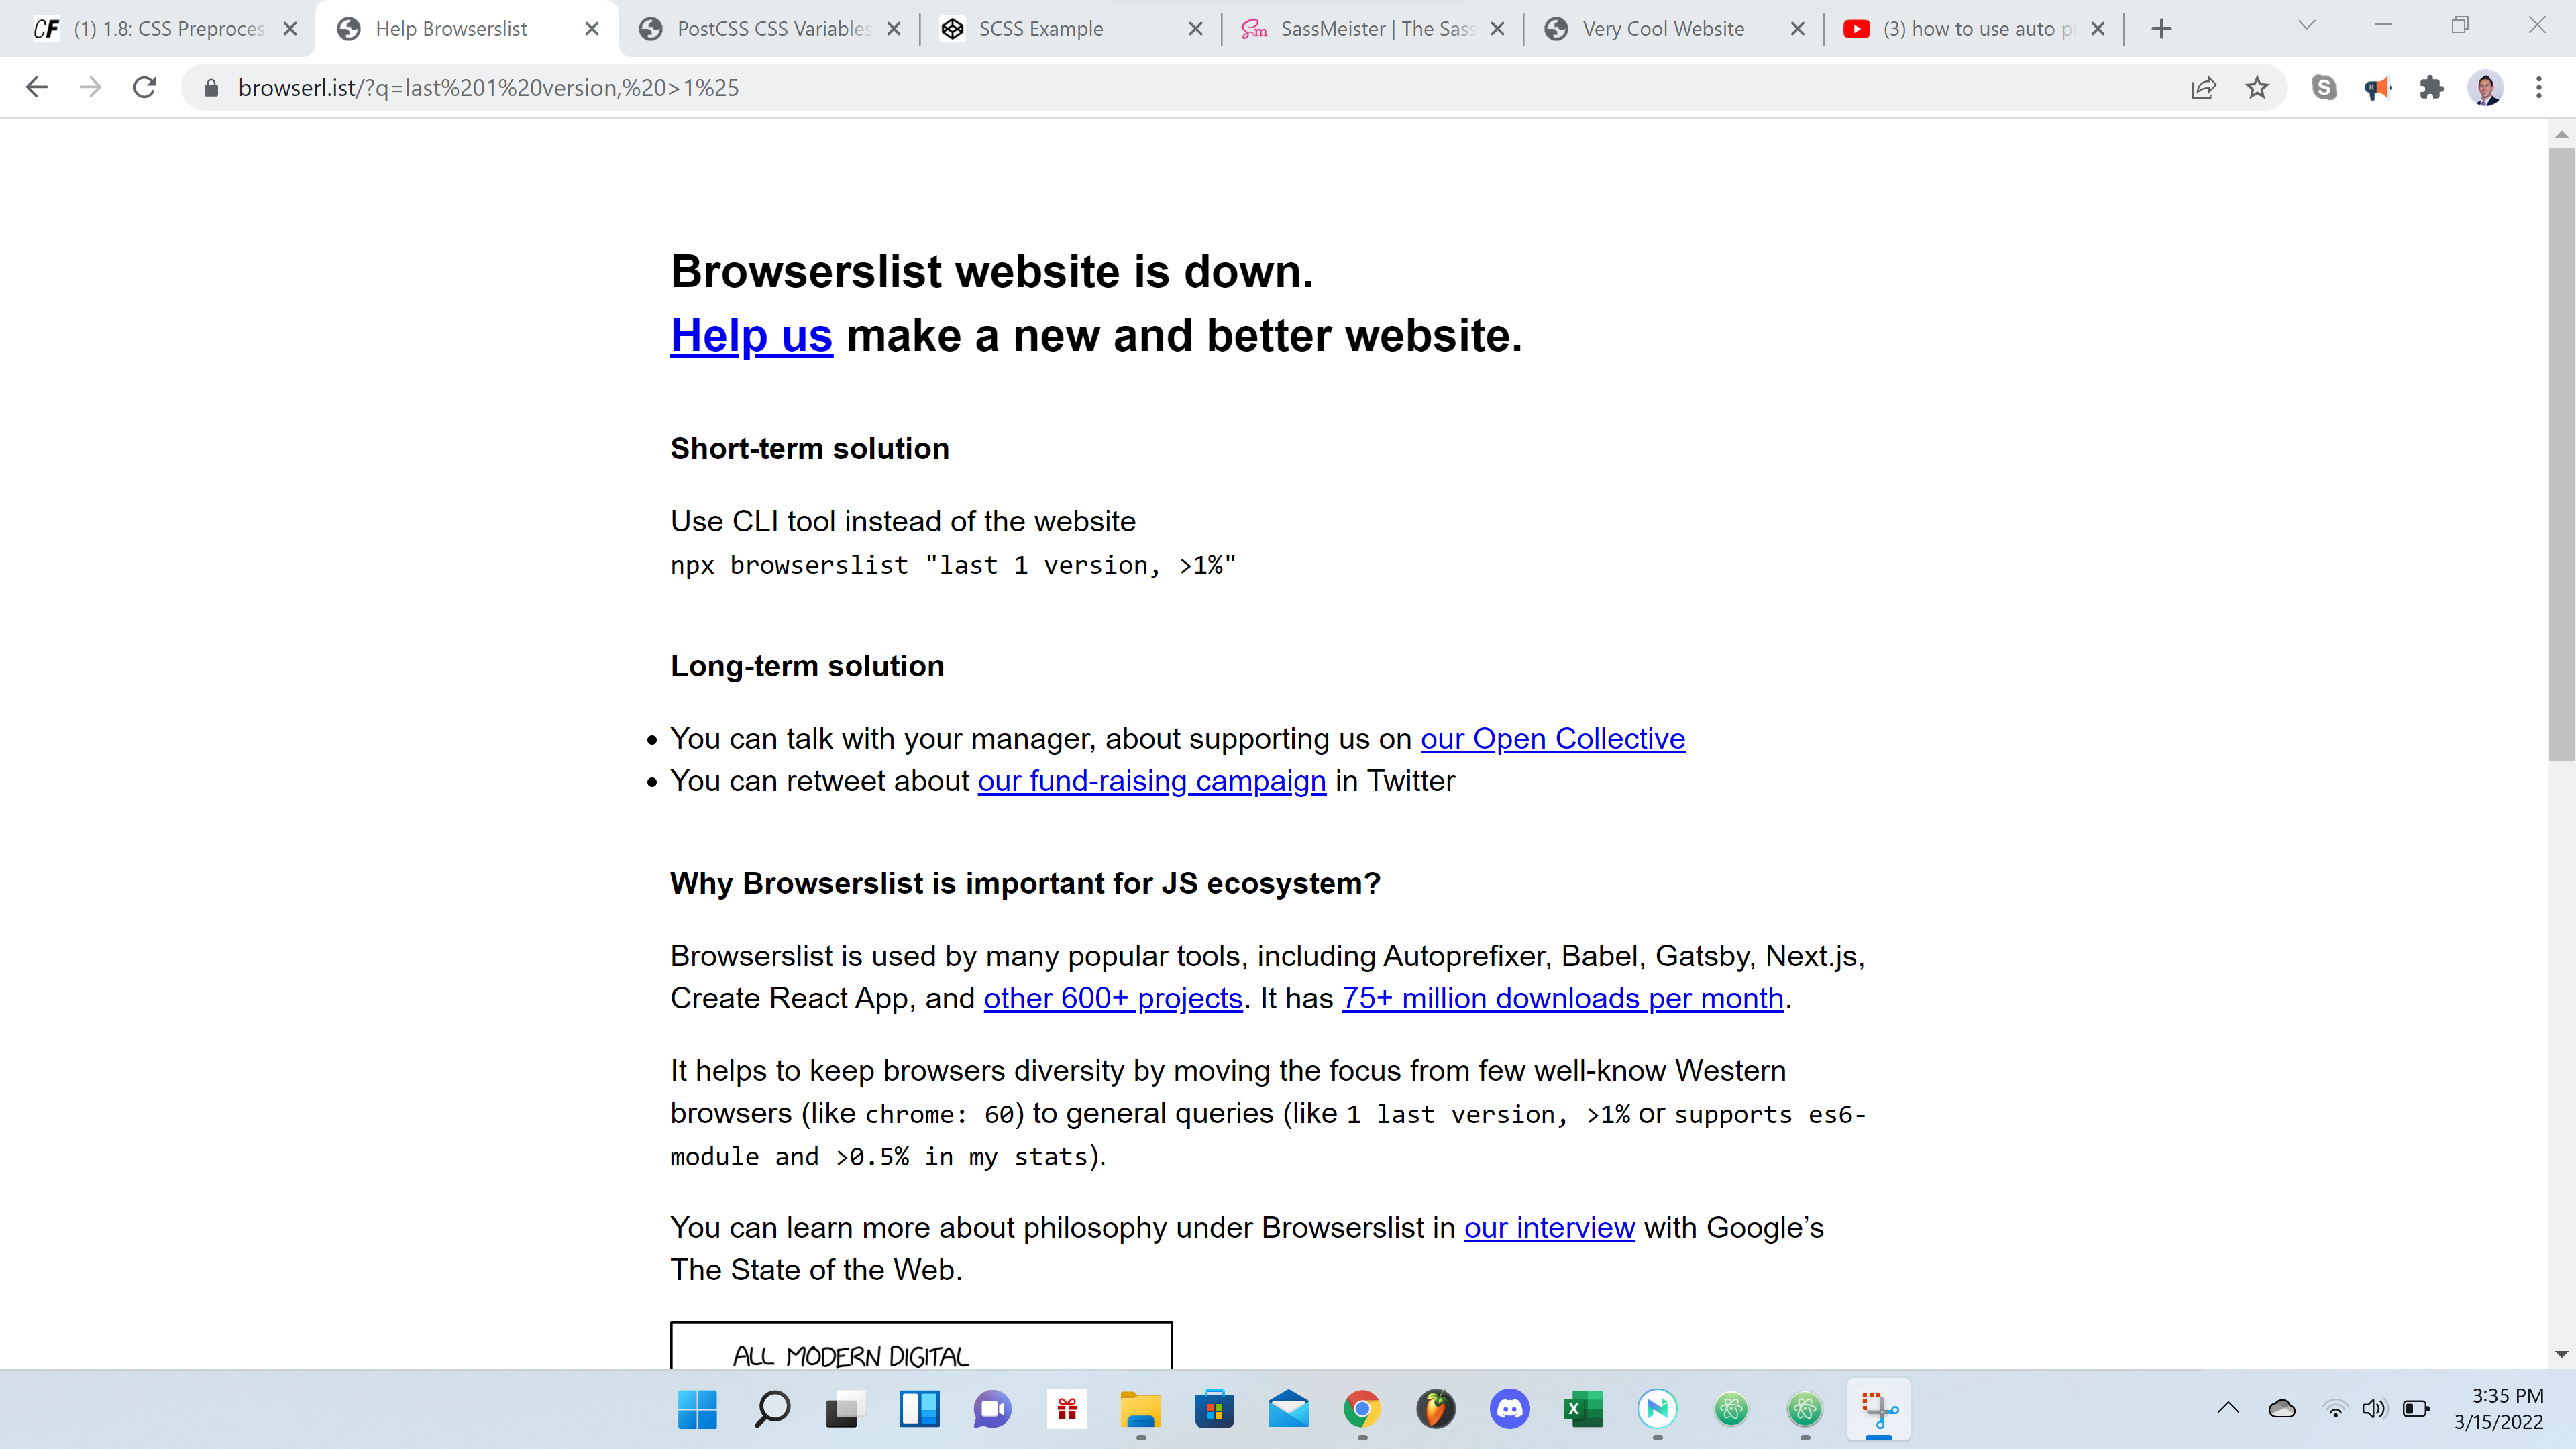 CF (1) 1.8: CSS Preproces
Help Browserslist
PostCSS CSS Variables
SCSS Example
Sm SassMeister | The Sass
Very Cool Website
(3) how to use auto p
browserl.ist/?q=last%201%20version,%20>1%25
Browserslist website is down.
Help us make a new and better website.
Short-term solution
Use CLI tool instead of the website
npx browserslist "last 1 version, >1%"
Long-term solution
• You can talk with your manager, about supporting us on our Open Collective
• You can retweet about our fund-raising campaign in Twitter
Why Browserslist is important for JS ecosystem?
Browserslist is used by many popular tools, including Autoprefixer, Babel, Gatsby, Next.js,
Create React App, and other 600+ projects. It has 75+ million downloads per month.
It helps to keep browsers diversity by moving the focus from few well-know Western
browsers (like chrome: 60) to general queries (like 1 last version, >1% or supports es6-
module and >0.5% in my stats).
You can learn more about philosophy under Browserslist in our interview with Google’s
The State of the Web.
ALL MODERN DIGITAL
3:35 PM
3/15/2022